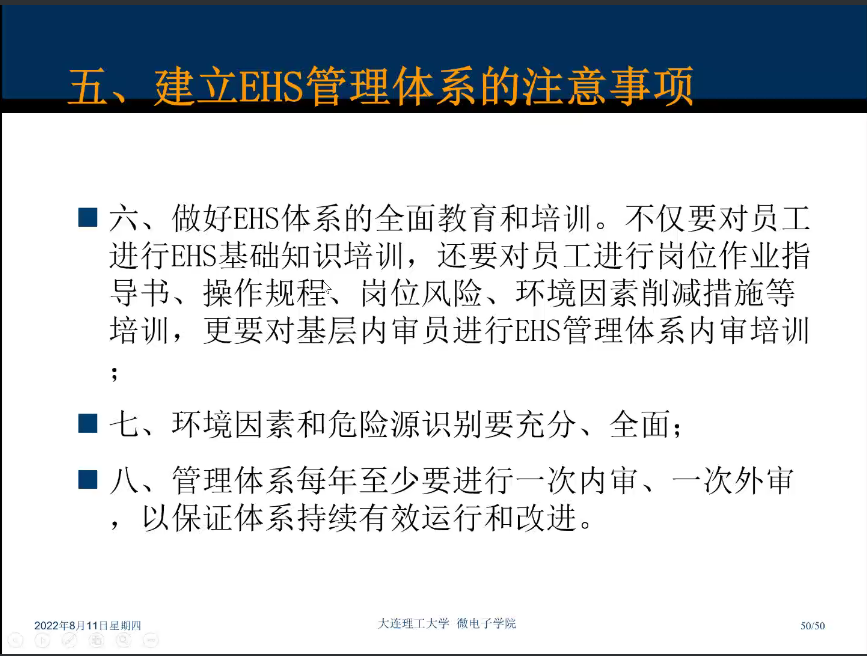 五、建立EHS管理体系的注意事项
六、做好EHS体系的全面教育和培训。不仅要对员工
进行EHS基础知识培训，还要对员工进行岗位作业指
导书、操作规程、岗位风险、环境因素削减措施等
培训，更要对基层内审员进行EHS管理体系内审培训
；
七、环境因素和危险源识别要充分、全面；
八、管理体系每年至少要进行一次内审、一次外审
，以保证体系持续有效运行和改进。
2022年8月11日星期四
大连理工大学 微电子学院
50/50